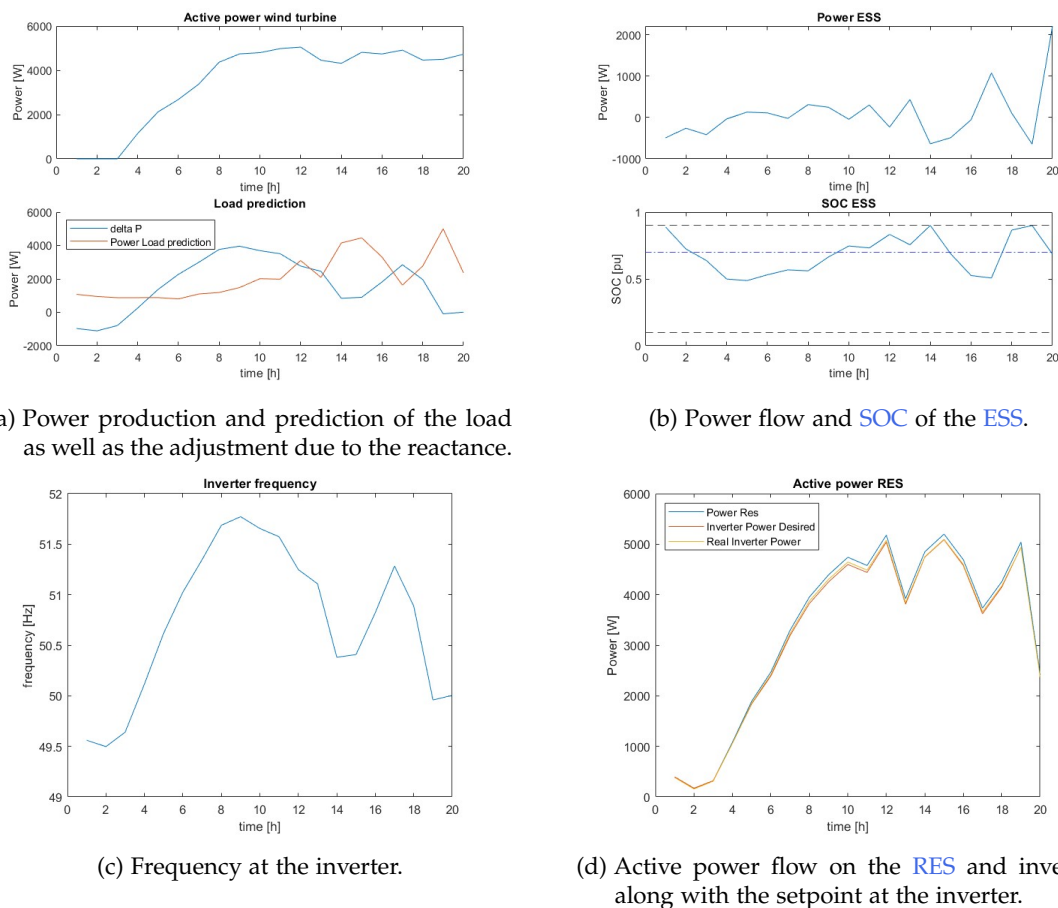 Active power wind turbine
6000
4000
2000
0
Power [W]
0 2 4 6 8 10 12 14 16 18 20
time [h]
Load prediction
6000
4000
2000
0
-2000
Power [W]
delta P
Power Load prediction
0 2 4 6 8 10 12 14 16 18 20
time [h]
Power ESS
2000
1000
0
-1000
Power [W]
0 2 4 6 8 10 12 14 16 18 20
time [h]
SOC ESS
1
0.5
0
SOC [pu]
0 2 4 6 8 10 12 14 16 18 20
time [h]
a) Power production and prediction of the load
as well as the adjustment due to the reactance.
(b) Power flow and SOC of the ESS.
Inverter frequency
52
51.5
51
50.5
50
49.5
49
frequency [Hz]
0 2 4 6 8 10 12 14 16 18 20
time [h]
Active power RES
6000
5000
4000
3000
2000
1000
0
Power [W]
Power Res
Inverter Power Desired
Real Inverter Power
0 2 4 6 8 10 12 14 16 18 20
time [h]
(c) Frequency at the inverter.
(d) Active power flow on the RES and inve
along with the setpoint at the inverter.